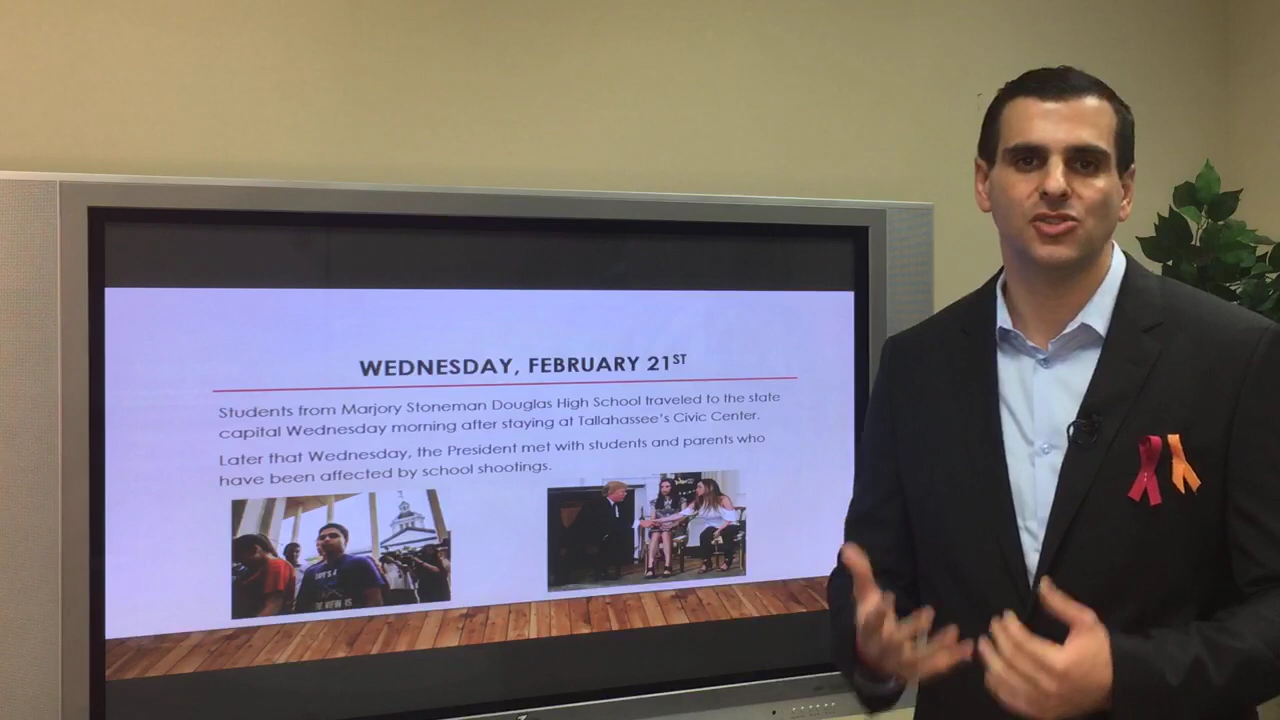 WEDNESDAY, FEBRUARY 21ST
Students from Marjory Stoneman Douglas High School traveled to the state
capital Wednesday morning after staying at Tallahassee's Civic Center.
Later that Wednesday, the President met with students and parents who
have been affected by school shootings.